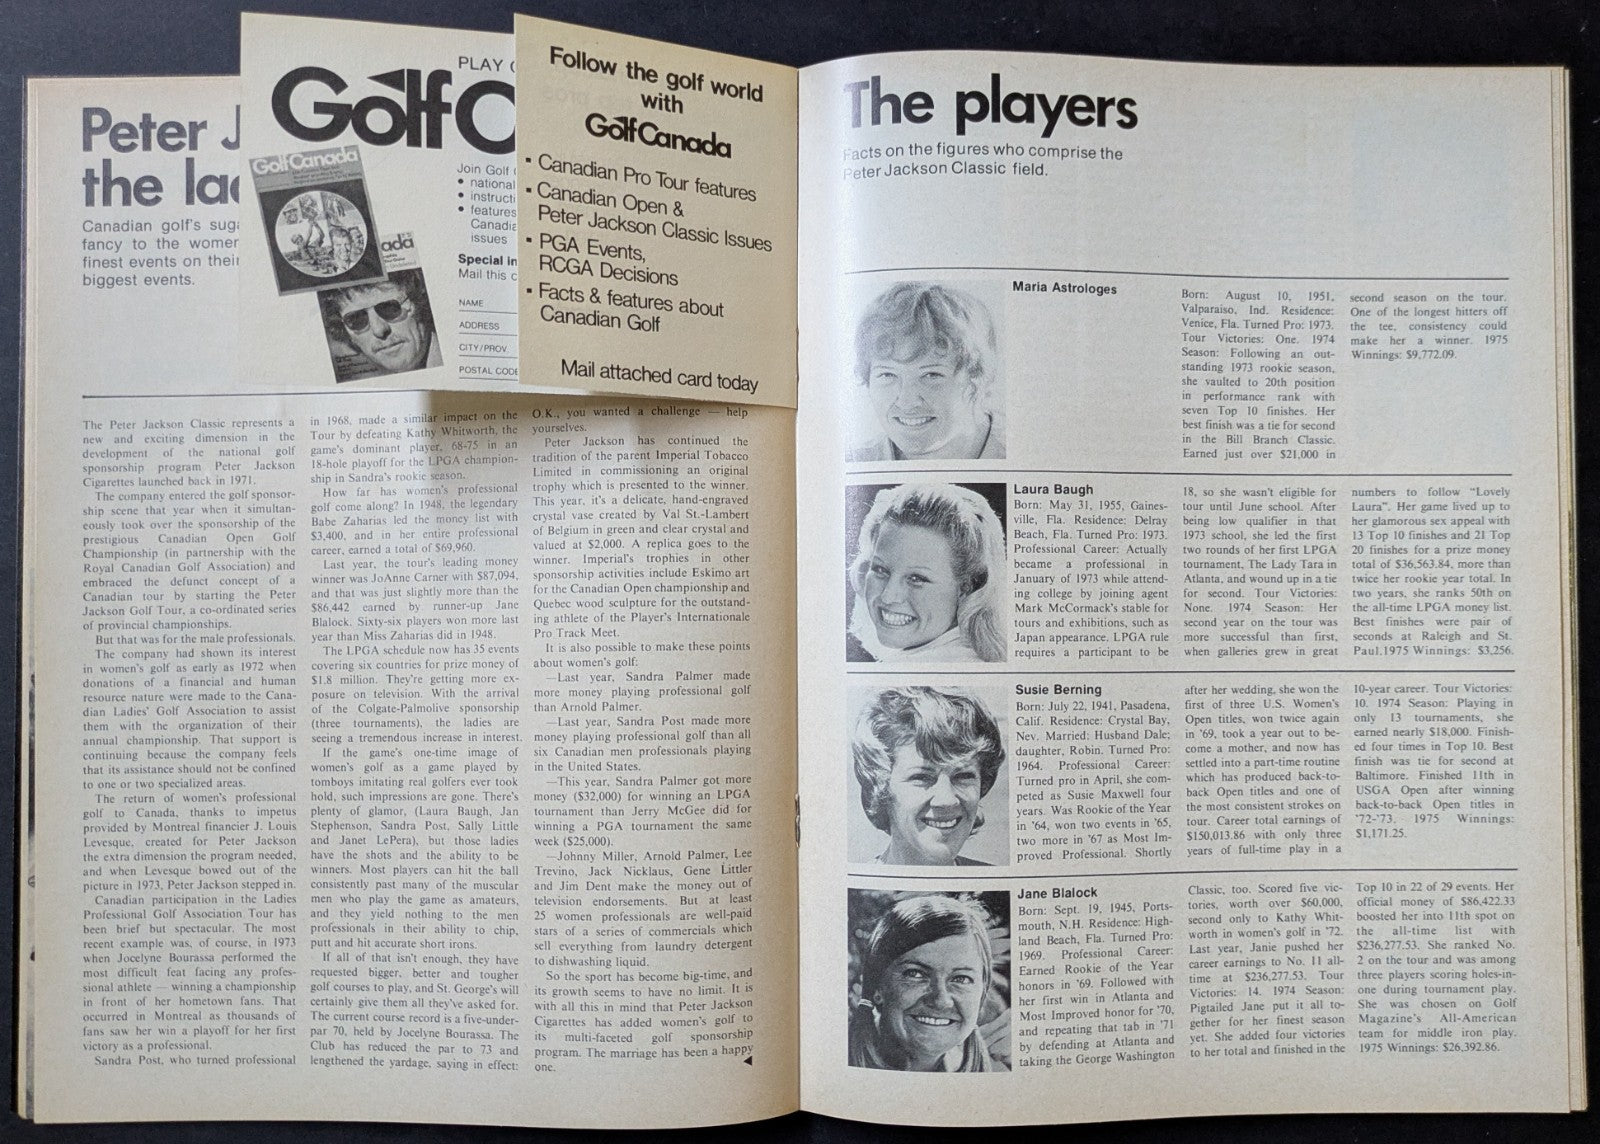 Peter J
the lad
Canadian golf's sug
fancy to the women
finest events on their
biggest events.
PLAY
GolfC
GolfCanada
ada
Join Golf
• national
• instructi
• features
Canadia
issues
Special in
Mail this c
NAME
ADDRESS
CITY/PROV.
POSTAL CODE
Follow the golf world
with
GolfCanada
▪ Canadian Pro Tour features
▪ Canadian Open &
Peter Jackson Classic Issues
▪ PGA Events,
RCGA Decisions
▪ Facts & features about
Canadian Golf
Mail attached card today
The Peter Jackson Classic represents a
new and exciting dimension in the
development of the national golf
sponsorship program Peter Jackson
Cigarettes launched back in 1971.
The company entered the golf sponsor-
ship scene that year when it simultan-
eously took over the sponsorship of the
prestigious Canadian Open Golf
Championship (in partnership with the
Royal Canadian Golf Association) and
embraced the defunct concept of a
Canadian tour by starting the Peter
Jackson Golf Tour, a co-ordinated series
of provincial championships.
But that was for the male professionals.
The company had shown its interest
in women's golf as early as 1972 when
donations of a financial and human
resource nature were made to the Cana-
dian Ladies' Golf Association to assist
them with the organization of their
annual championship. That support is
continuing because the company feels
that its assistance should not be confined
to one or two specialized areas.
The return of women's professional
golf to Canada, thanks to impetus
provided by Montreal financier J. Louis
Levesque, created for Peter Jackson
the extra dimension the program needed,
and when Levesque bowed out of the
picture in 1973, Peter Jackson stepped in.
Canadian participation in the Ladies
Professional Golf Association Tour has
been brief but spectacular. The most
recent example was, of course, in 1973
when Jocelyne Bourassa performed the
most difficult feat facing any profes-
sional athlete — winning a championship
in front of her hometown fans. That
occurred in Montreal as thousands of
fans saw her win a playoff for her first
victory as a professional.
Sandra Post, who turned professional
in 1968, made a similar impact on the
Tour by defeating Kathy Whitworth, the
game's dominant player, 68-75 in an
18-hole playoff for the LPGA champion-
ship in Sandra's rookie season.
How far has women's professional
golf come along? In 1948, the legendary
Babe Zaharias led the money list with
$3,400, and in her entire professional
career, earned a total of $69,960.
Last year, the tour's leading money
winner was JoAnne Carner with $87,094,
and that was just slightly more than the
$86,442 earned by runner-up Jane
Blalock. Sixty-six players won more last
year than Miss Zaharias did in 1948.
The LPGA schedule now has 35 events
covering six countries for prize money of
$1.8 million. They're getting more ex-
posure on television. With the arrival
of the Colgate-Palmolive sponsorship
(three tournaments), the ladies are
seeing a tremendous increase in interest.
If the game's one-time image of
women's golf as a game played by
tomboys imitating real golfers ever took
hold, such impressions are gone. There's
plenty of glamor, (Laura Baugh, Jan
Stephenson, Sandra Post, Sally Little
and Janet LePera), but those ladies
have the shots and the ability to be
winners. Most players can hit the ball
consistently past many of the muscular
men who play the game as amateurs,
and they yield nothing to the men
professionals in their ability to chip,
putt and hit accurate short irons.
If all of that isn't enough, they have
requested bigger, better and tougher
golf courses to play, and St. George's will
certainly give them all they've asked for.
The current course record is a five-under-
par 70, held by Jocelyne Bourassa. The
Club has reduced the par to 73 and
lengthened the yardage, saying in effect:
O.K., you wanted a challenge — help
yourselves.
Peter Jackson has continued the
tradition of the parent Imperial Tobacco
Limited in commissioning an original
trophy which is presented to the winner.
This year, it's a delicate, hand-engraved
crystal vase created by Val St.-Lambert
of Belgium in green and clear crystal and
valued at $2,000. A replica goes to the
winner. Imperial's trophies in other
sponsorship activities include Eskimo art
for the Canadian Open championship and
Quebec wood sculpture for the outstand-
ing athlete of the Player's Internationale
Pro Track Meet.
It is also possible to make these points
about women's golf:
—Last year, Sandra Palmer made
more money playing professional golf
than Arnold Palmer.
—Last year, Sandra Post made more
money playing professional golf than all
six Canadian men professionals playing
in the United States.
—This year, Sandra Palmer got more
money ($32,000) for winning an LPGA
tournament than Jerry McGee did for
winning a PGA tournament the same
week ($25,000).
—Johnny Miller, Arnold Palmer, Lee
Trevino, Jack Nicklaus, Gene Littler
and Jim Dent make the money out of
television endorsements. But at least
25 women professionals are well-paid
stars of a series of commercials which
sell everything from laundry detergent
to dishwashing liquid.
So the sport has become big-time, and
its growth seems to have no limit. It is
with all this in mind that Peter Jackson
Cigarettes has added women's golf to
its multi-faceted golf sponsorship
program. The marriage has been a happy
one.
The players
Facts on the figures who comprise the
Peter Jackson Classic field.
Maria Astrologes
Born: August 10, 1951,
Valparaiso, Ind. Residence:
Venice, Fla. Turned Pro: 1973.
Tour Victories: One. 1974
Season: Following an out-
standing 1973 rookie season,
she vaulted to 20th position
in performance rank with
seven Top 10 finishes. Her
best finish was a tie for second
in the Bill Branch Classic.
Earned just over $21,000 in
second season on the tour.
One of the longest hitters off
the tee, consistency could
make her a winner. 1975
Winnings: $9,772.09.
Laura Baugh
Born: May 31, 1955, Gaines-
ville, Fla. Residence: Delray
Beach, Fla. Turned Pro: 1973.
Professional Career: Actually
became a professional in
January of 1973 while attend-
ing college by joining agent
Mark McCormack's stable for
tours and exhibitions, such as
Japan appearance. LPGA rule
requires a participant to be
18, so she wasn't eligible for
tour until June school. After
being low qualifier in that
1973 school, she led the first
two rounds of her first LPGA
tournament, The Lady Tara in
Atlanta, and wound up in a tie
for second. Tour Victories:
None. 1974 Season: Her
second year on the tour was
more successful than first,
when galleries grew in great
numbers to follow "Lovely
Laura". Her game lived up to
her glamorous sex appeal with
13 Top 10 finishes and 21 Top
20 finishes for a prize money
total of $36,563.84, more than
twice her rookie year total. In
two years, she ranks 50th on
the all-time LPGA money list.
Best finishes were pair of
seconds at Raleigh and St.
Paul.1975 Winnings: $3,256.
Susie Berning
Born: July 22, 1941, Pasadena,
Calif. Residence: Crystal Bay,
Nev. Married: Husband Dale;
daughter, Robin. Turned Pro:
1964. Professional Career:
Turned pro in April, she com-
peted as Susie Maxwell four
years. Was Rookie of the Year
in '64, won two events in '65,
two more in '67 as Most Im-
proved Professional. Shortly
after her wedding, she won the
first of three U.S. Women's
Open titles, won twice again
in '69, took a year out to be-
come a mother, and now has
settled into a part-time routine
which has produced back-to-
back Open titles and one of
the most consistent strokes on
tour. Career total earnings of
$150,013.86 with only three
years of full-time play in a
10-year career. Tour Victories:
10. 1974 Season: Playing in
only 13 tournaments, she
earned nearly $18,000. Finish-
ed four times in Top 10. Best
finish was tie for second at
Baltimore. Finished 11th in
USGA Open after winning
back-to-back Open titles in
'72-'73. 1975 Winnings:
$1,171.25.
Jane Blalock
Born: Sept. 19, 1945, Ports-
mouth, N.H. Residence: High-
land Beach, Fla. Turned Pro:
1969. Professional Career:
Earned Rookie of the Year
honors in '69. Followed with
her first win in Atlanta and
Most Improved honor for '70,
and repeating that tab in '71
by defending at Atlanta and
taking the George Washington
Classic, too. Scored five vic-
tories, worth over $60,000,
second only to Kathy Whit-
worth in women's golf in '72.
Last year, Janie pushed her
career earnings to No. 11 all-
time at $236,277.53. Tour
Victories: 14. 1974 Season:
Pigtailed Jane put it all to-
gether for her finest season
yet. She added four victories
to her total and finished in the
Top 10 in 22 of 29 events. Her
official money of $86,422.33
boosted her into 11th spot on
the all-time list with
$236,277.53. She ranked No.
2 on the tour and was among
three players scoring holes-in-
one during tournament play.
She was chosen on Golf
Magazine's All-American
team for middle iron play.
1975 Winnings: $26,392.86.